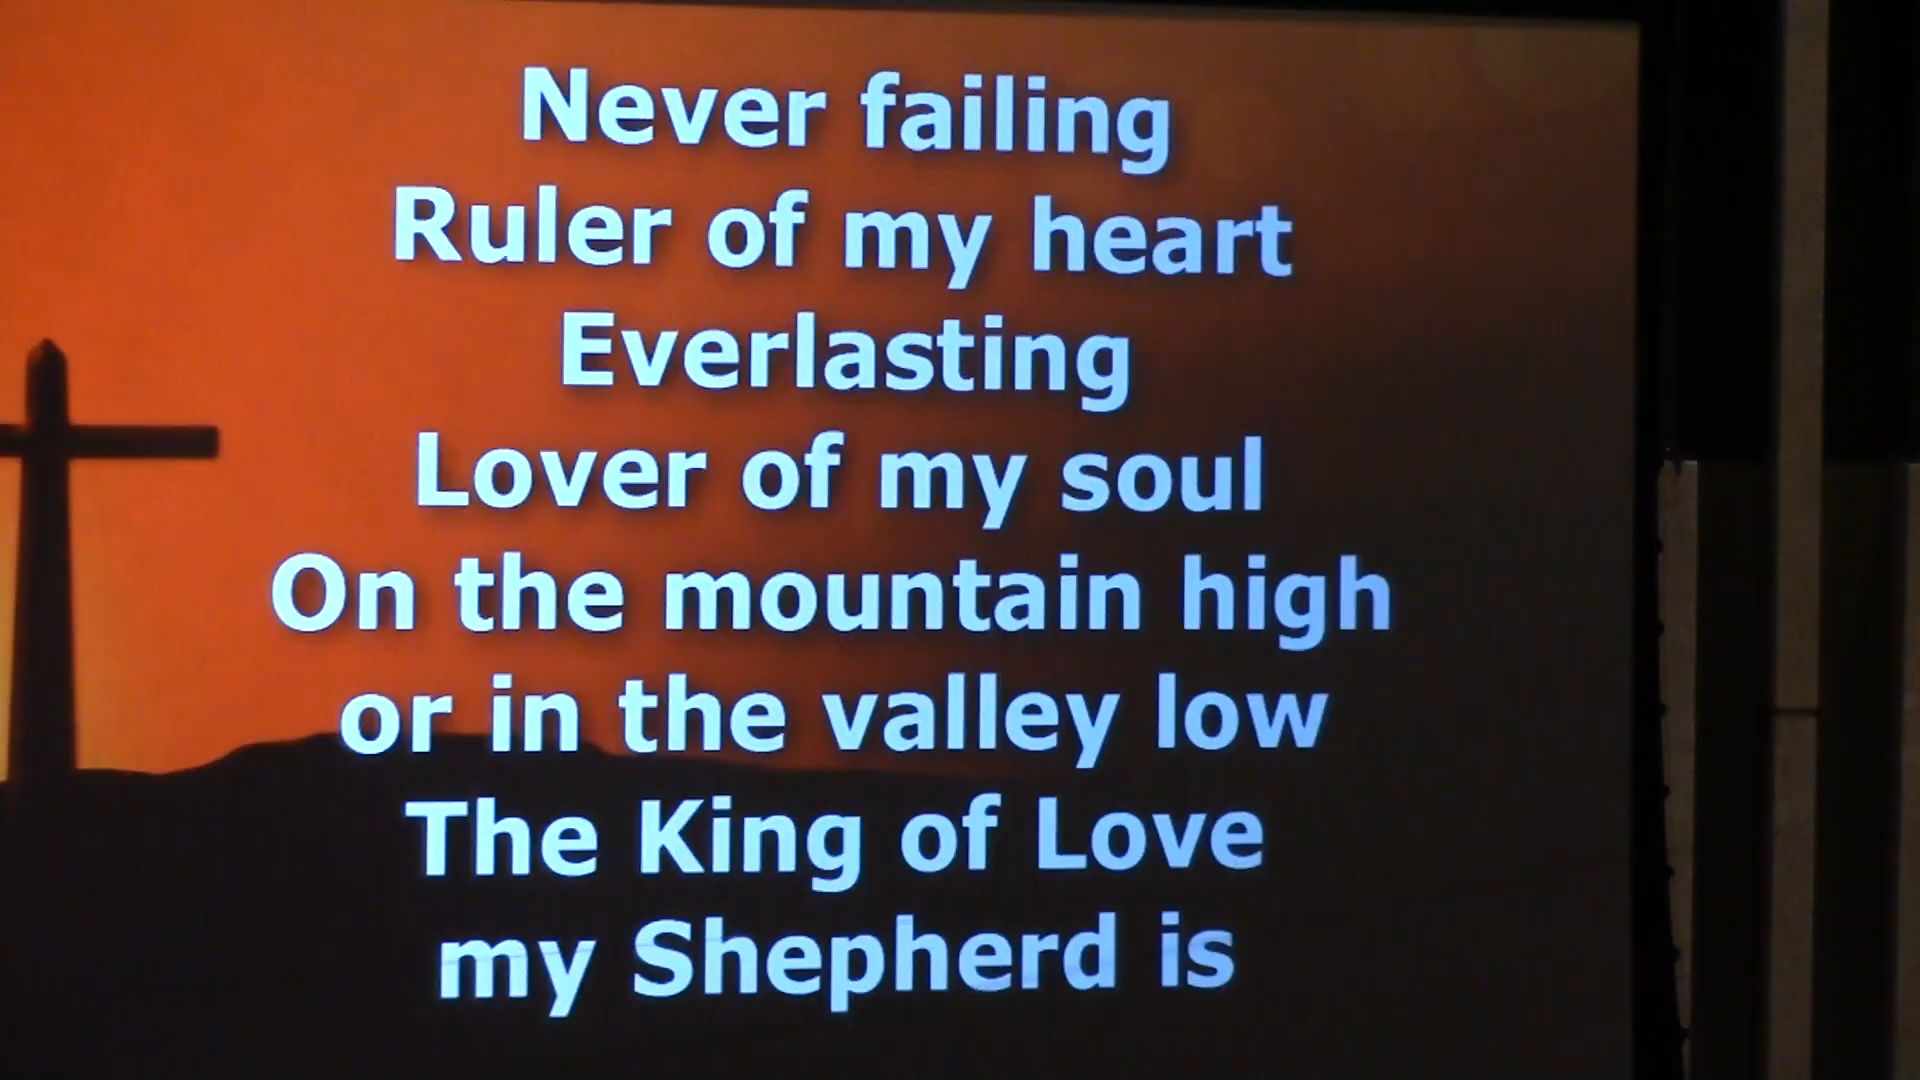 Never failing
Ruler of my heart
Everlasting
Lover of my soul
On the mountain high
or in the valley low
The King of Love
my Shepherd is